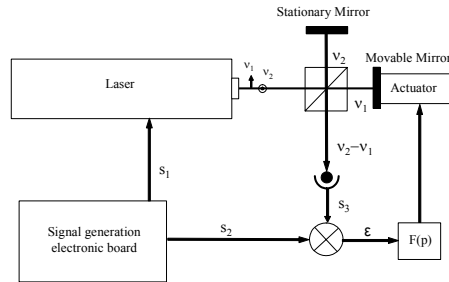 Stationary Mirror
ν2
Movable Mirror
Laser
ν1
ν2
ν1
Actuator
ν2–ν1
s1
s3
Signal generation
electronic board
s2
ε
F(p)